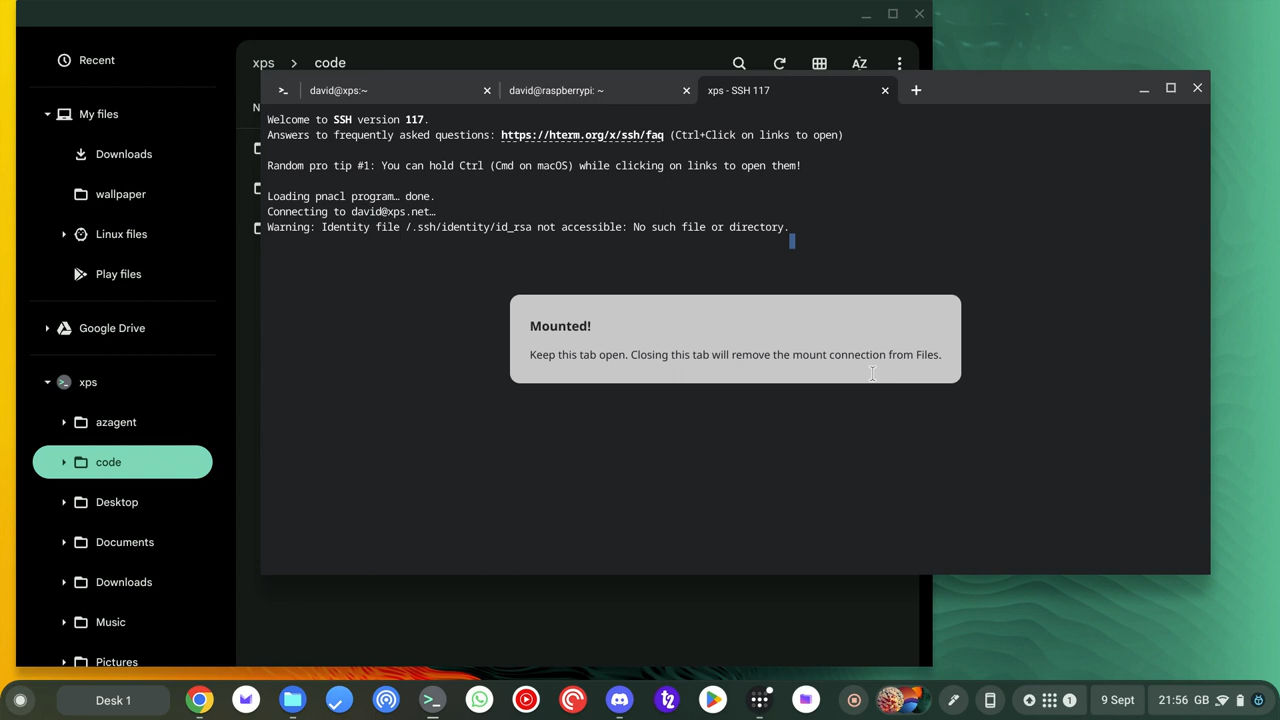 Recent
My files
Downloads
wallpaper
Linux files
Play files
Google Drive
xps
azagent
code
Desktop
Documents
Downloads
Music
Pictures
xps > code
AZ
N
david@xps:~
david@raspberrypi: ~
xps - SSH 117
Welcome to SSH version 117.
Answers to frequently asked questions: https://hterm.org/x/ssh/faq (Ctrl+Click on links to open)
Random pro tip #1: You can hold Ctrl (Cmd on macOS) while clicking on links to open them!
Loading pnacl program… done.
Connecting to david@xps.net…
Warning: Identity file /.ssh/identity/id_rsa not accessible: No such file or directory.
Mounted!
Keep this tab open. Closing this tab will remove the mount connection from Files.
Desk 1
1
9 Sept
21:56 GB